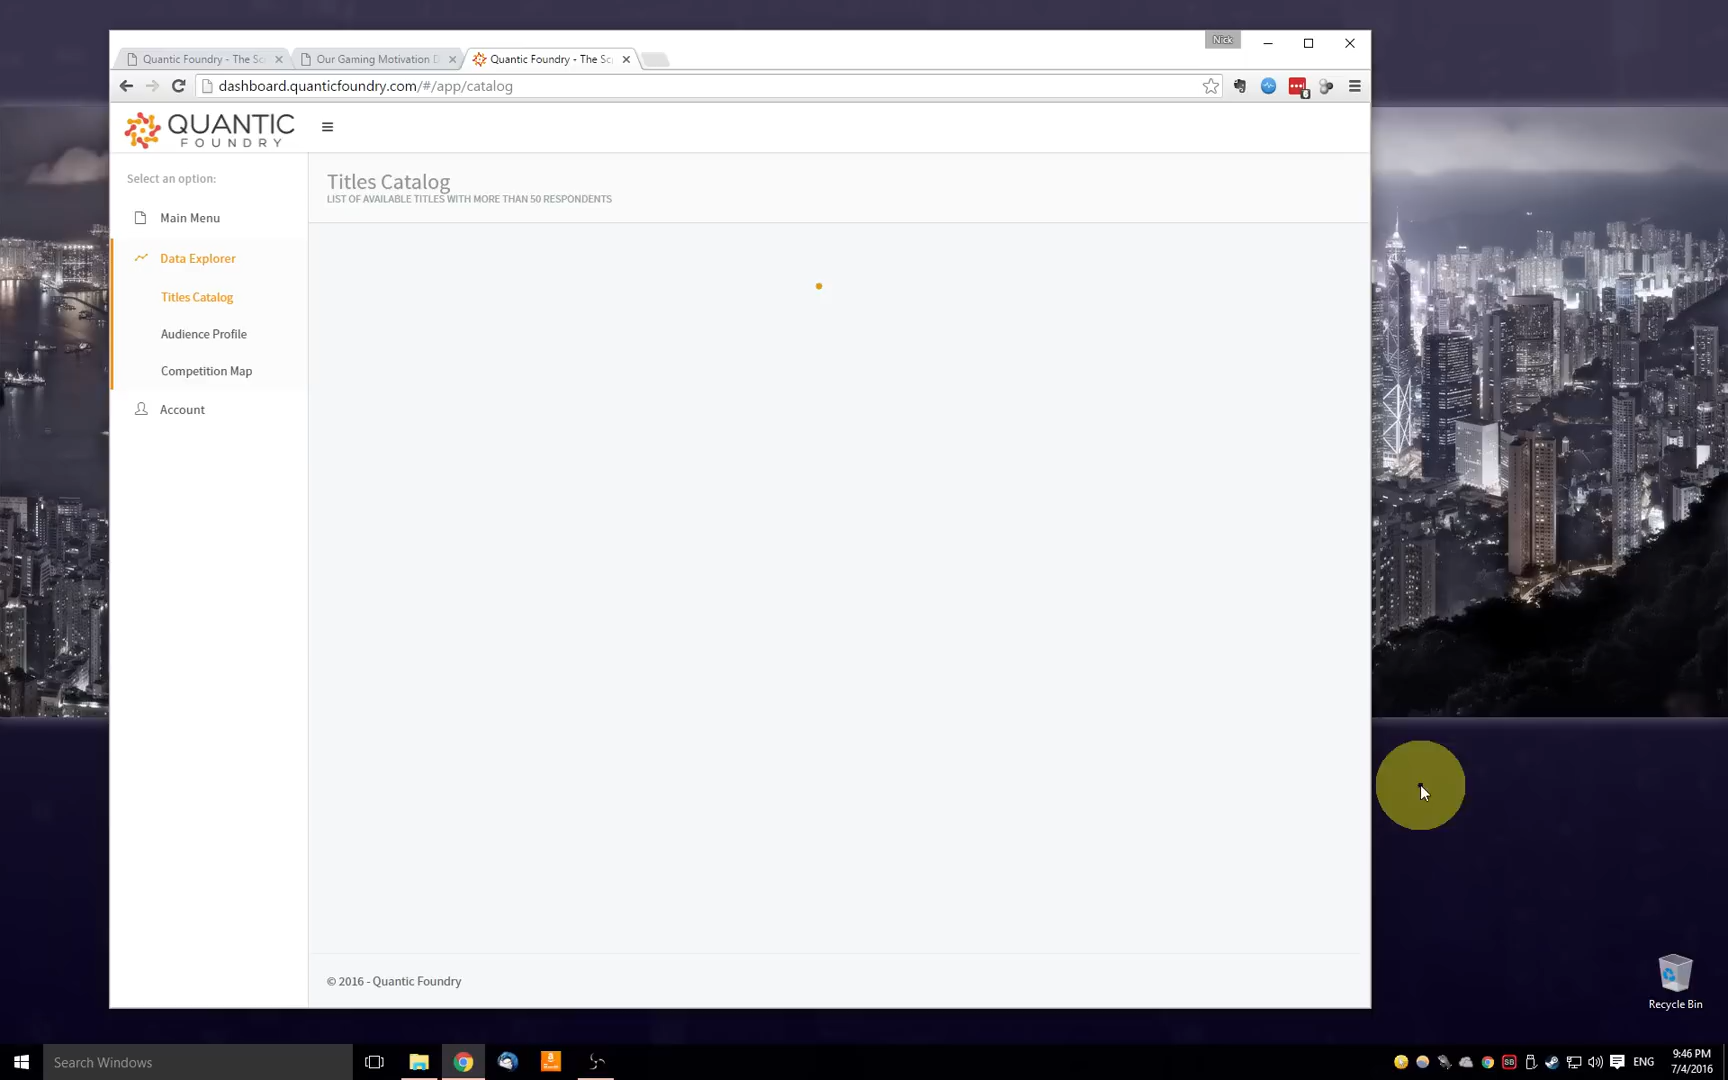 Nick
Quantic Foundry - The Sc
Our Gaming Motivation D
Quantic Foundry - The Sc
dashboard.quanticfoundry.com/#/app/catalog
QUANTIC
FOUNDRY
Select an option:
Main Menu
Data Explorer
Titles Catalog
Audience Profile
Competition Map
Account
Titles Catalog
LIST OF AVAILABLE TITLES WITH MORE THAN 50 RESPONDENTS
© 2016 - Quantic Foundry
Recycle Bin
Search Windows
SB
ENG
9:46 PM
7/4/2016